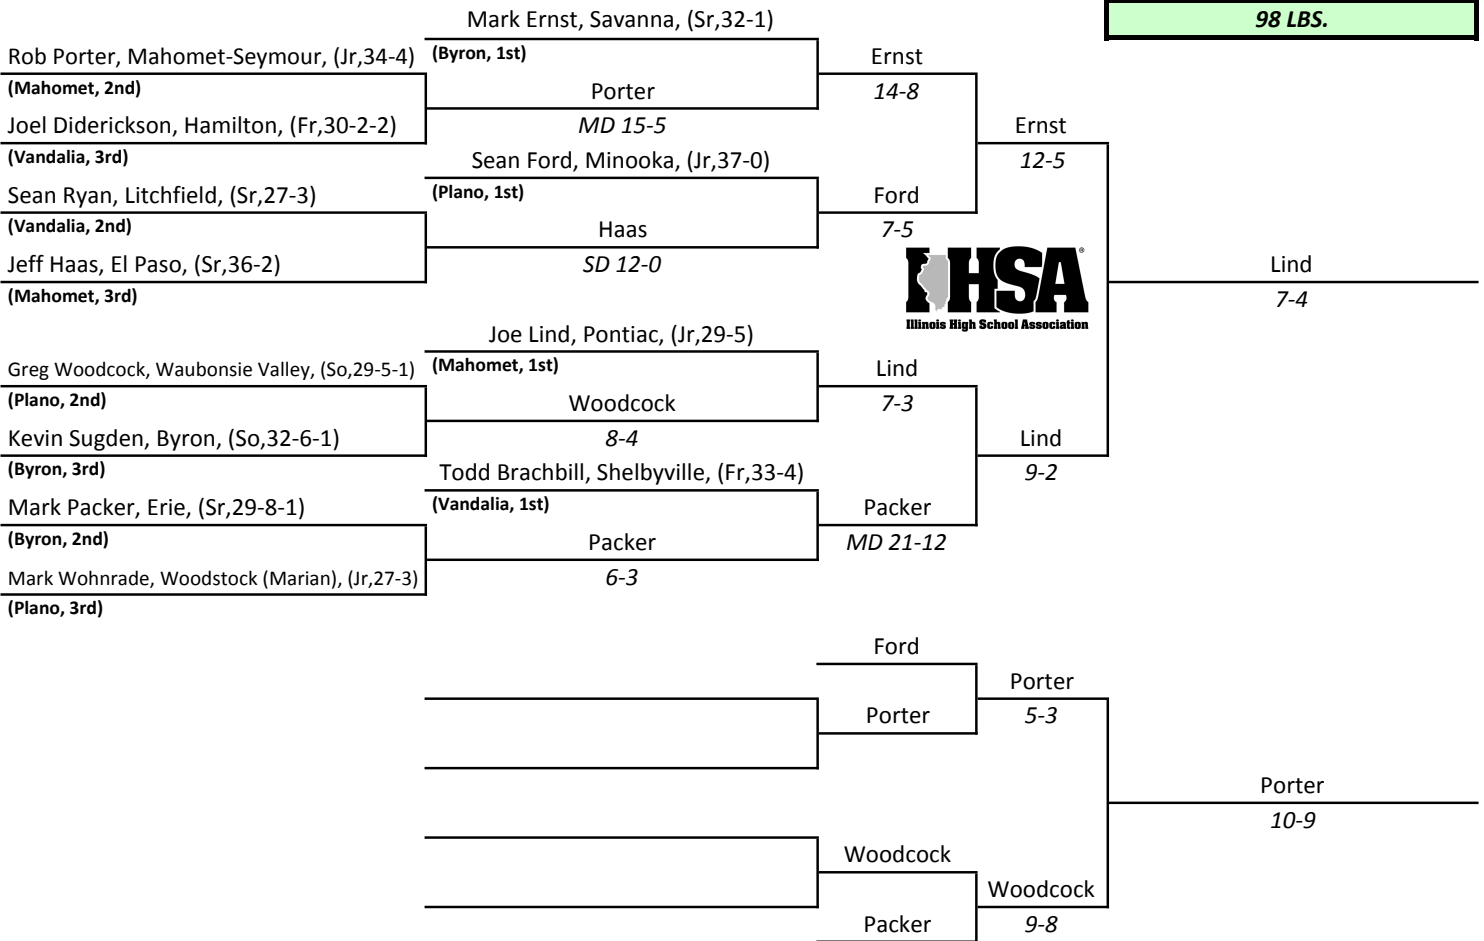 Mark Ernst, Savanna, (Sr,32-1)
98 LBS.
Rob Porter, Mahomet-Seymour, (Jr,34-4)
(Byron, 1st)
Ernst
(Mahomet, 2nd)
Porter
14-8
Joel Diderickson, Hamilton, (Fr,30-2-2)
MD 15-5
Ernst
(Vandalia, 3rd)
Sean Ford, Minooka, (Jr,37-0)
12-5
Sean Ryan, Litchfield, (Sr,27-3)
(Plano, 1st)
Ford
(Vandalia, 2nd)
Haas
7-5
Jeff Haas, El Paso, (Sr,36-2)
SD 12-0
IHSA®
Lind
(Mahomet, 3rd)
7-4
Illinois High School Association
Joe Lind, Pontiac, (Jr,29-5)
Greg Woodcock, Waubonsie Valley, (So,29-5-1)
(Mahomet, 1st)
Lind
(Plano, 2nd)
Woodcock
7-3
Kevin Sugden, Byron, (So,32-6-1)
8-4
Lind
(Byron, 3rd)
Todd Brachbill, Shelbyville, (Fr,33-4)
9-2
Mark Packer, Erie, (Sr,29-8-1)
(Vandalia, 1st)
Packer
(Byron, 2nd)
Packer
MD 21-12
Mark Wohnrade, Woodstock (Marian), (Jr,27-3)
6-3
(Plano, 3rd)
Ford
Porter
Porter
5-3
Porter
10-9
Woodcock
Woodcock
Packer
9-8